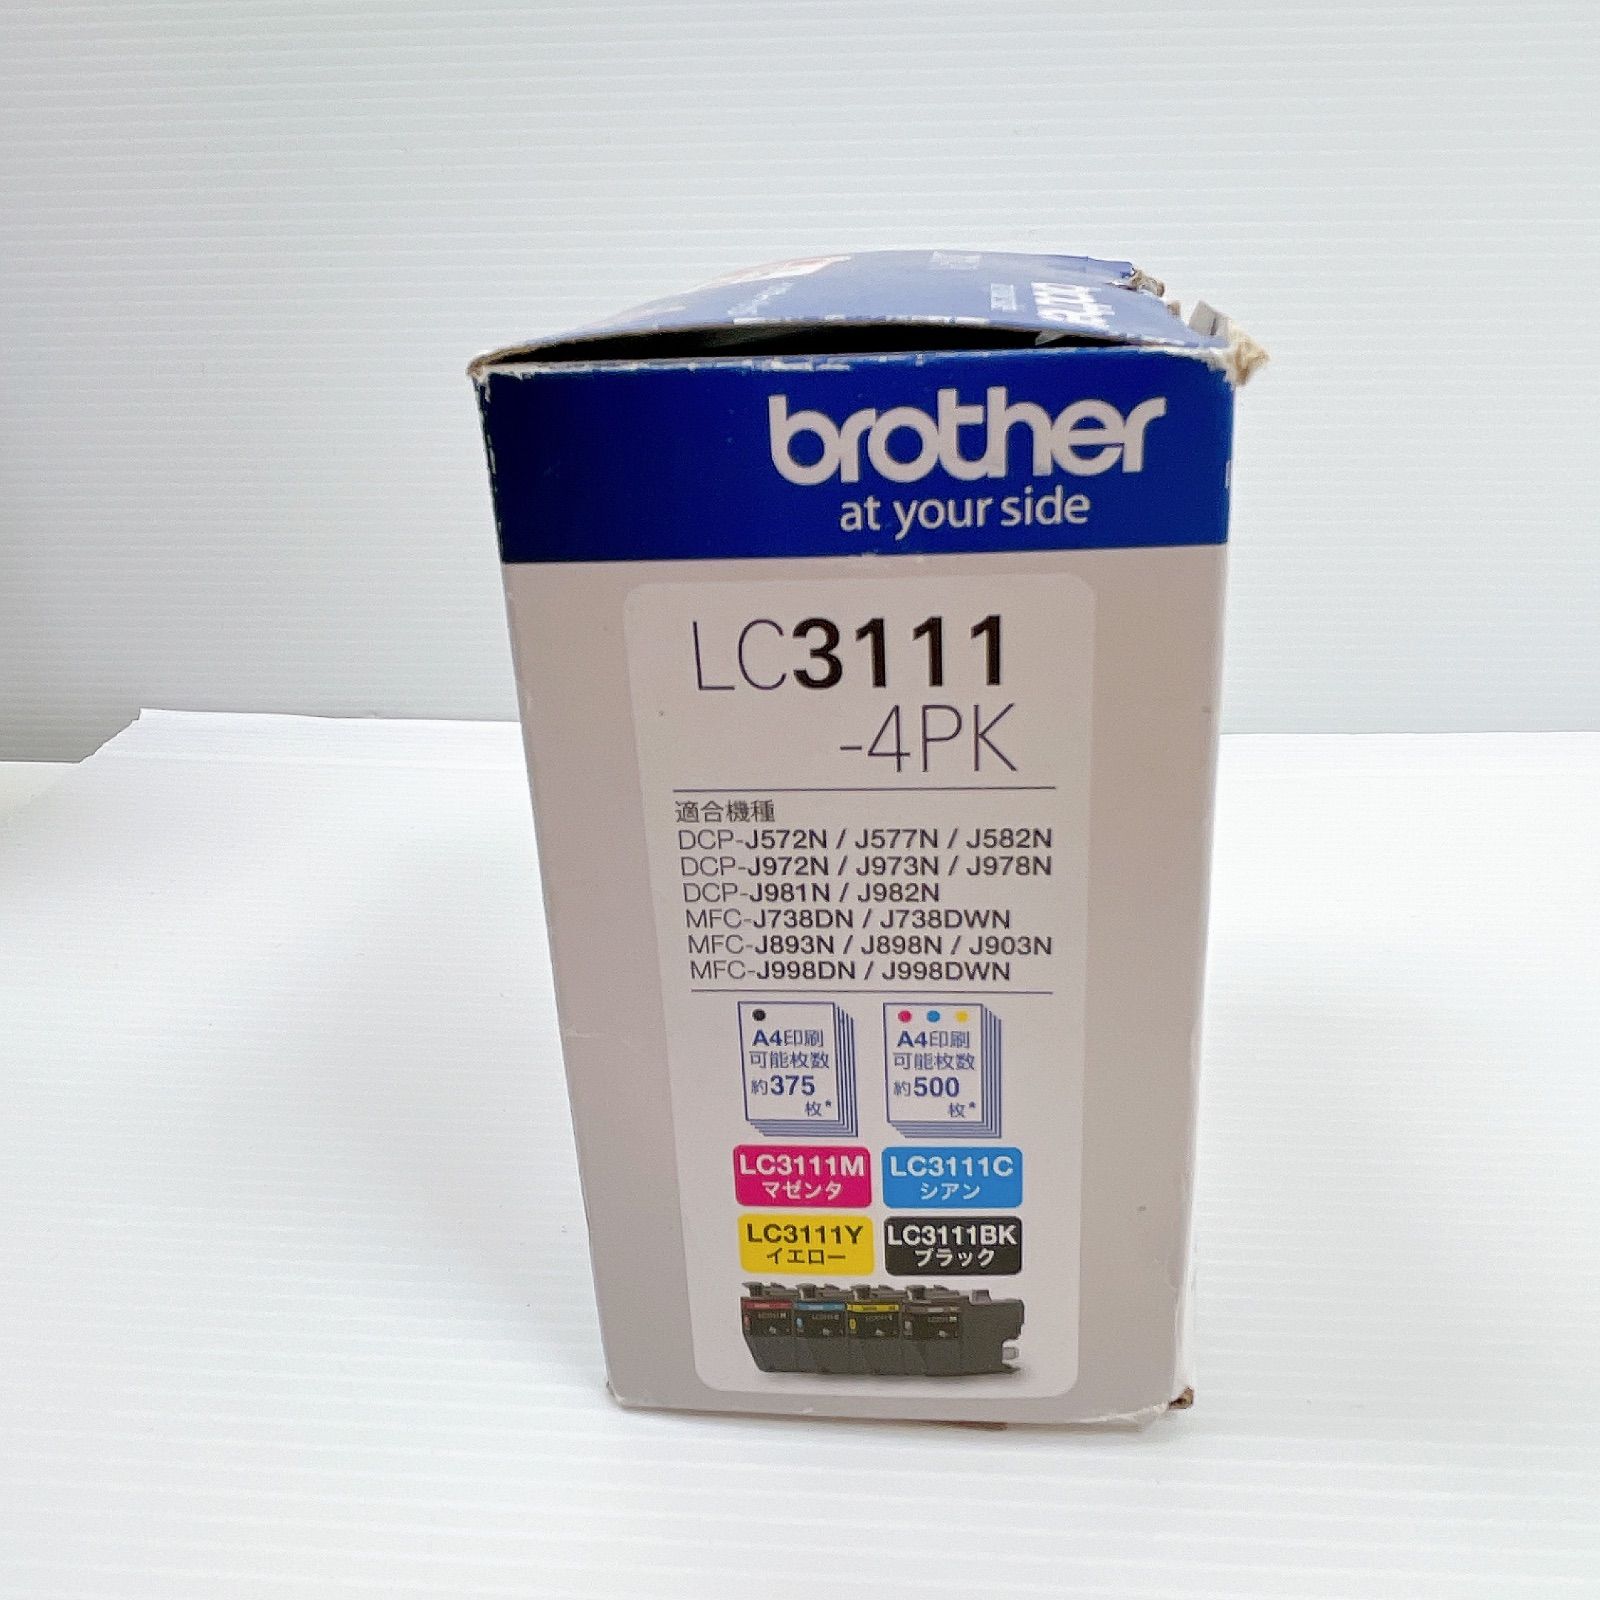 brother
at your side
LC3111
-4PK
適合機種
DCP-J572N / J577N / J582N
DCP-J972N / J973N / J978N
DCP-J981N / J982N
MFC-J738DN / J738DWN
MFC-J893N / J898N / J903N
MFC-J998DN / J998DWN
A4印刷
可能枚数
約375
枚*
A4印刷
可能枚数
約500
枚*
LC3111M
マゼンタ
LC3111C
シアン
LC3111Y
イエロー
LC3111BK
ブラック